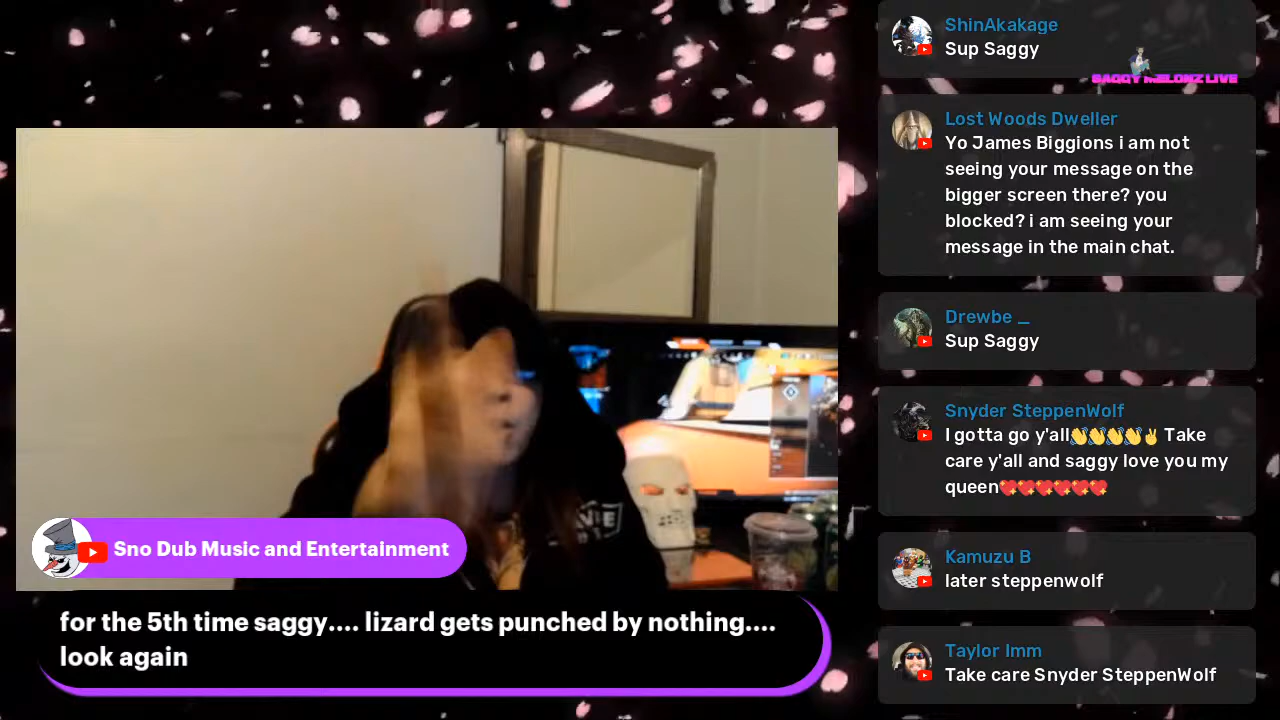 ShinAkakage
Sup Saggy
SAGGY MELONZ LIVE
Lost Woods Dweller
Yo James Biggions i am not
seeing your message on the
bigger screen there? you
blocked? i am seeing your
message in the main chat.
Drewbe _
Sup Saggy
Snyder SteppenWolf
I gotta go y'all👋👋👋👋✌ Take
care y'all and saggy love you my
queen💖💖💖💖💖💖
Kamuzu B
later steppenwolf
Taylor Imm
Take care Snyder SteppenWolf
Sno Dub Music and Entertainment
for the 5th time saggy.... lizard gets punched by nothing....
look again